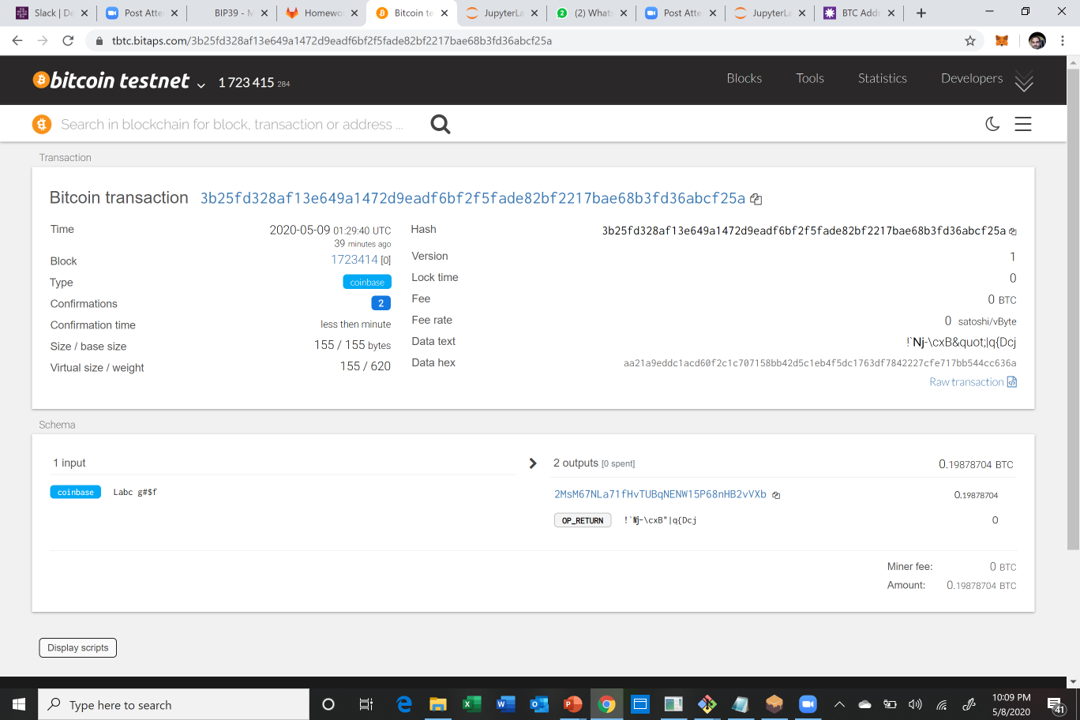 Slack | De
Post Atte
BIP39 - M
Homewo
Bitcoin te
JupyterLa
(2) What
Post Atte
JupyterLa
BTC Add
tbtc.bitaps.com/3b25fd328af13e649a1472d9eadf6bf2f5fade82bf2217bae68b3fd36abcf25a
bitcoin testnet 1 723 415 284
Blocks Tools Statistics Developers
Search in blockchain for block, transaction or address ...
Transaction
Bitcoin transaction 3b25fd328af13e649a1472d9eadf6bf2f5fade82bf2217bae68b3fd36abcf25a
Time 2020-05-09 01:29:40 UTC
39 minutes ago
Block 1723414 [0]
Type coinbase
Confirmations 2
Confirmation time less then minute
Size / base size 155 / 155 bytes
Virtual size / weight 155 / 620
Hash 3b25fd328af13e649a1472d9eadf6bf2f5fade82bf2217bae68b3fd36abcf25a
Version 1
Lock time 0
Fee 0 BTC
Fee rate 0 satoshi/vByte
Data text !`Nj-\cxB&quot;|q{Dcj
Data hex aa21a9eddc1acd60f2c1c707158bb42d5c1eb4f5dc1763df7842227cfe717bb544cc636a
Raw transaction
Schema
1 input
coinbase Labc g#$f
2 outputs [0 spent] 0.19878704 BTC
2MsM67NLa71fHvTUBqNENW15P68nHB2vVXb 0.19878704
OP_RETURN !`Nj-\cxB"|q{Dcj 0
Miner fee: 0 BTC
Amount: 0.19878704 BTC
Display scripts
Type here to search
10:09 PM
5/8/2020
41